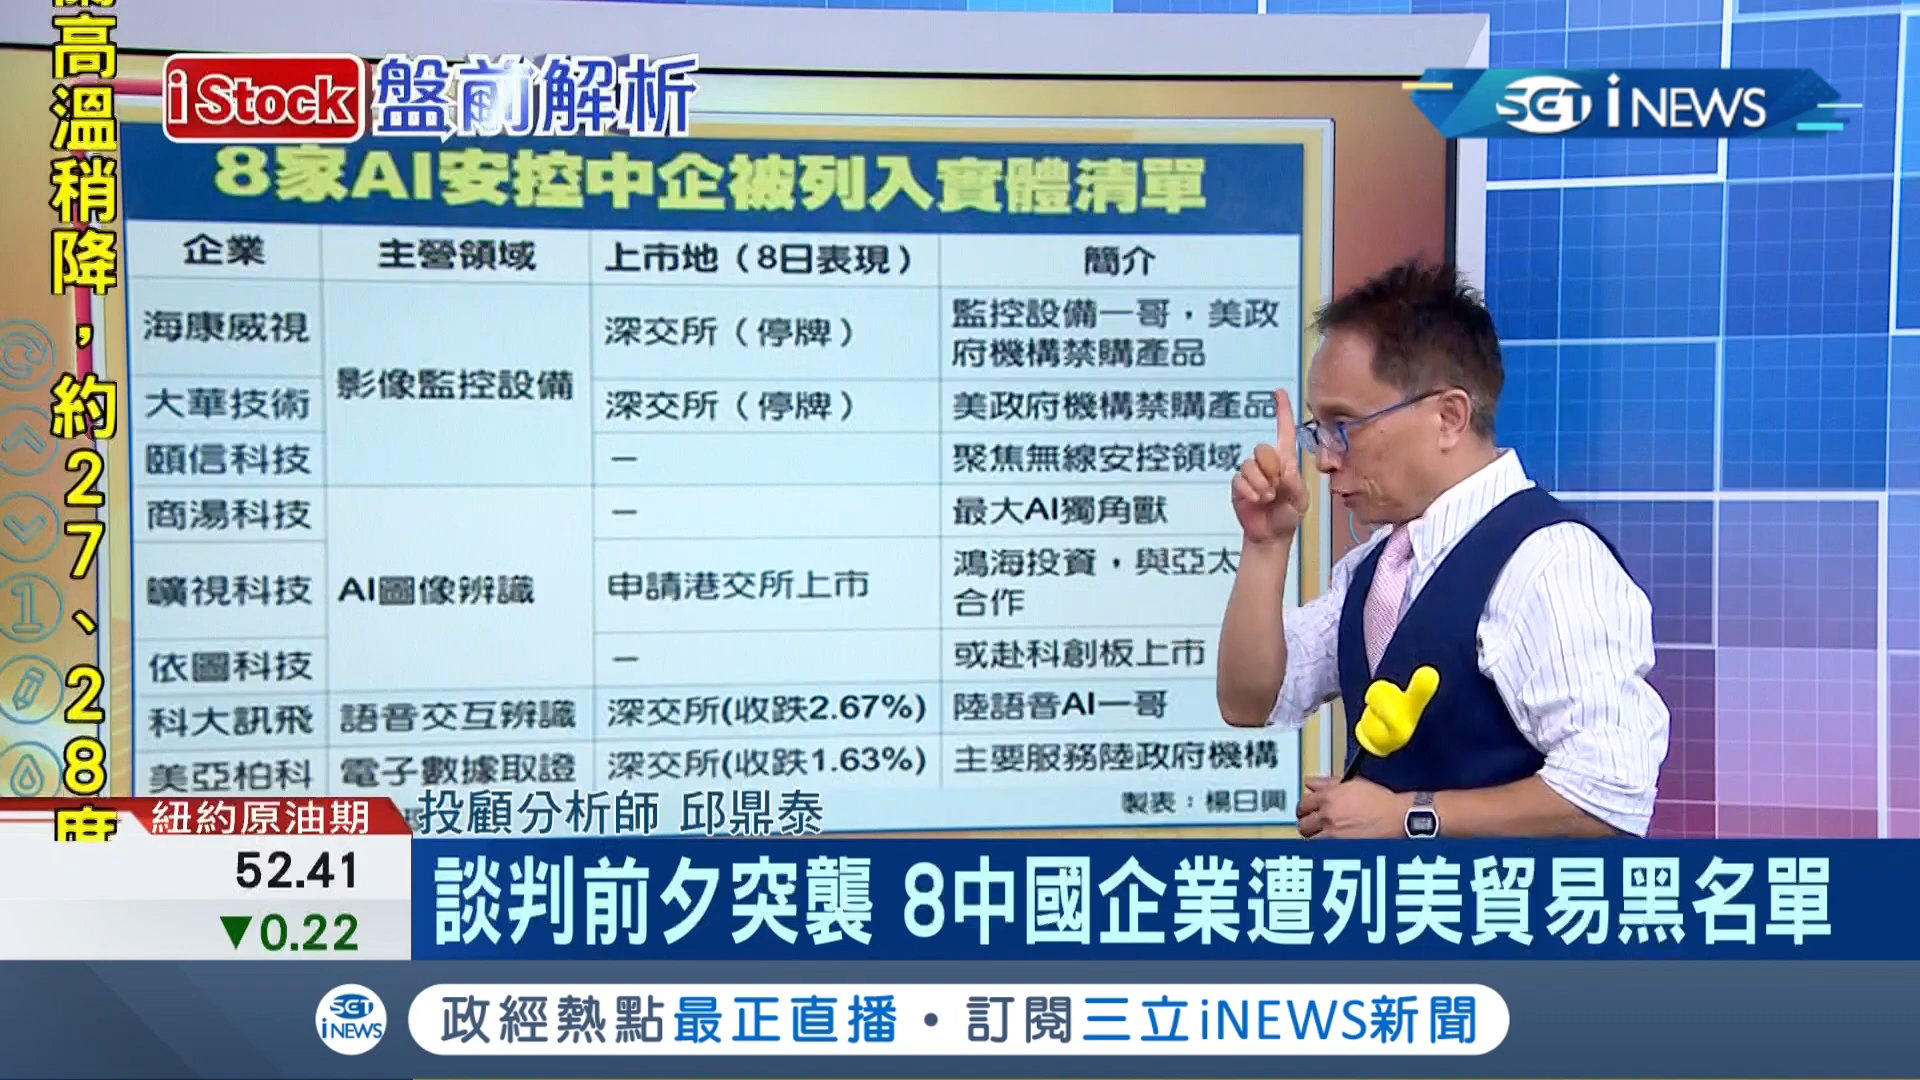 高溫稍降，約27、28度
iStock 盤前解析
SET iNEWS
8家AI安控中企被列入實體清單
企業 主營領域 上市地（8日表現） 簡介
海康威視 影像監控設備 深交所（停牌） 監控設備一哥，美政
府機構禁購產品
大華技術 深交所（停牌） 美政府機構禁購產品
頤信科技 － 聚焦無線安控領域
商湯科技 AI圖像辨識 － 最大AI獨角獸
曠視科技 申請港交所上市 鴻海投資，與亞太
合作
依圖科技 － 或赴科創板上市
科大訊飛 語音交互辨識 深交所(收跌2.67%) 陸語音AI一哥
美亞柏科 電子數據取證 深交所(收跌1.63%) 主要服務陸政府機構
製表：楊日興
紐約原油期
52.41
▼0.22
投顧分析師 邱鼎泰
談判前夕突襲 8中國企業遭列美貿易黑名單
SET iNEWS
政經熱點最正直播・訂閱三立iNEWS新聞